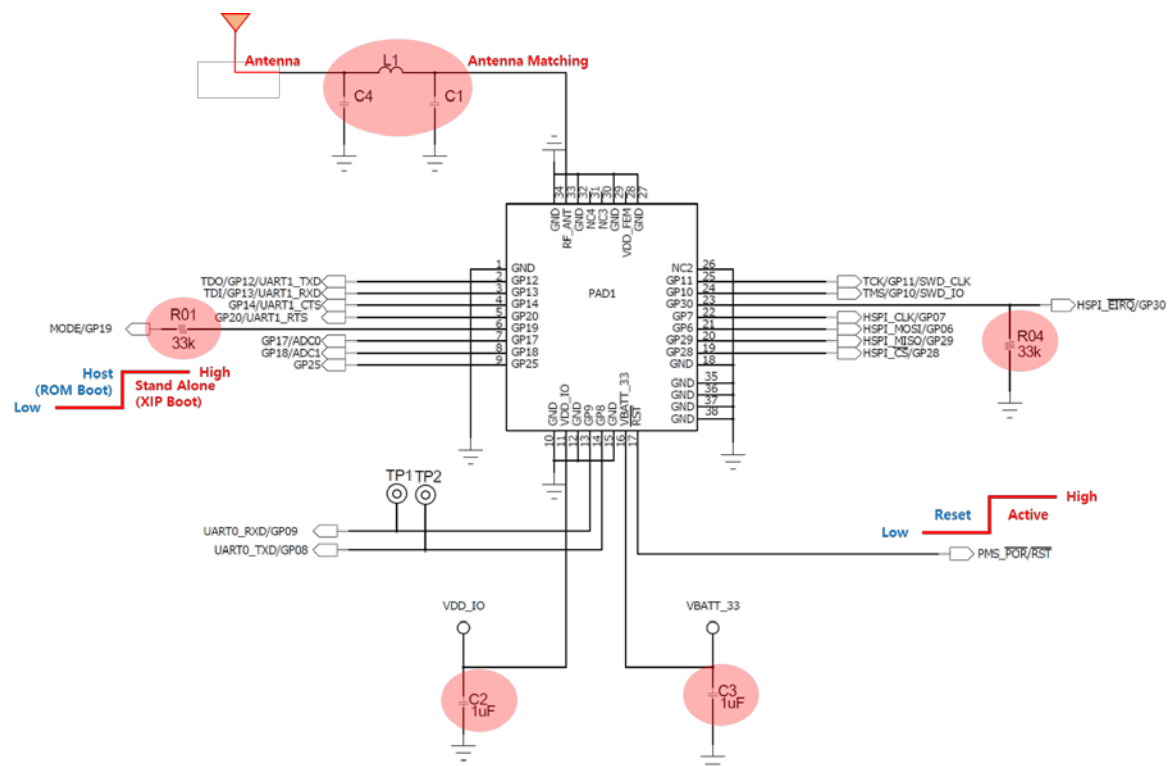 Antenna
L1
Antenna Matching
C4
C1
34 33 32 31 30 29 28 27
GND RF_ANT GND NC4 NC3 GND VDD_FEM GND
PAD1
1 GND
TDO/GP12/UART1_TXD 2 GP12
TDI/GP13/UART1_RXD 3 GP13
GP14/UART1_CTS 4 GP14
GP20/UART1_RTS 5 GP20
MODE/GP19 R01 33k 6 GP19
GP17/ADC0 7 GP17
GP18/ADC1 8 GP18
GP25 9 GP25
NC2 26
GP11 25 TCK/GP11/SWD_CLK
GP10 24 TMS/GP10/SWD_IO
GP30 23 HSPI_EIRQ/GP30
GP7 22 HSPI_CLK/GP07
GP6 21 HSPI_MOSI/GP06
GP29 20 HSPI_MISO/GP29
GP28 19 HSPI_CS/GP28
GND 18
GND 35
GND 36
GND 37
GND 38
R04
33k
Host
(ROM Boot)
Low
High
Stand Alone
(XIP Boot)
GND VDD_IO GND GP9 GP8 GND VBATT_33 RST
10 11 12 13 14 15 16 17
TP1 TP2
UART0_RXD/GP09
UART0_TXD/GP08
Reset
Low
High
Active
PMS_POR/RST
VDD_IO
VBATT_33
C2
1uF
C3
1uF